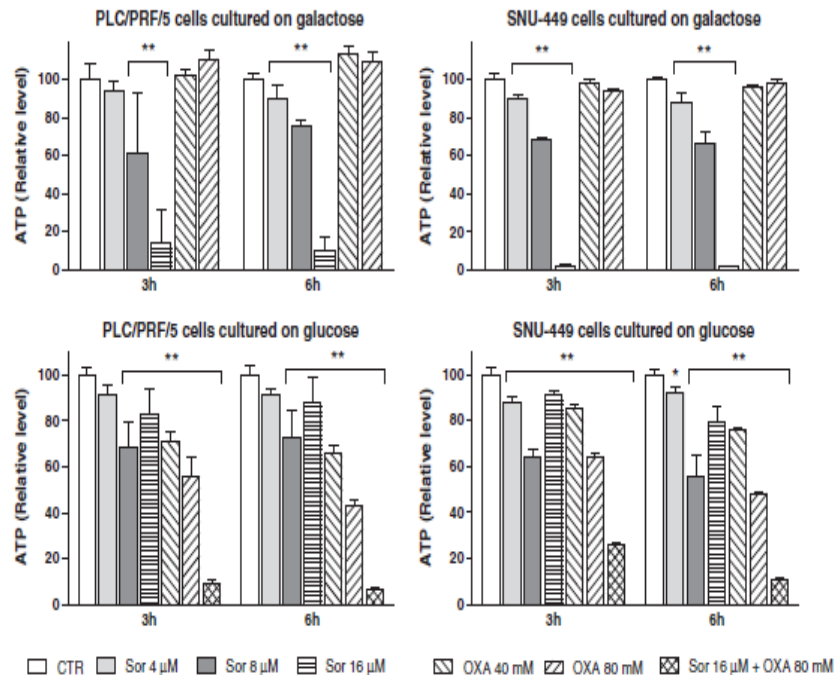 PLC/PRF/5 cells cultured on galactose
ATP (Relative level)
100
80
60
40
20
0
**
**
3h
6h
SNU-449 cells cultured on galactose
ATP (Relative level)
100
80
60
40
20
0
**
**
3h
6h
PLC/PRF/5 cells cultured on glucose
ATP (Relative level)
100
80
60
40
20
0
**
**
3h
6h
SNU-449 cells cultured on glucose
ATP (Relative level)
100
80
60
40
20
0
**
*
**
3h
6h
CTR Sor 4 µM Sor 8 µM Sor 16 µM OXA 40 mM OXA 80 mM Sor 16 µM + OXA 80 mM